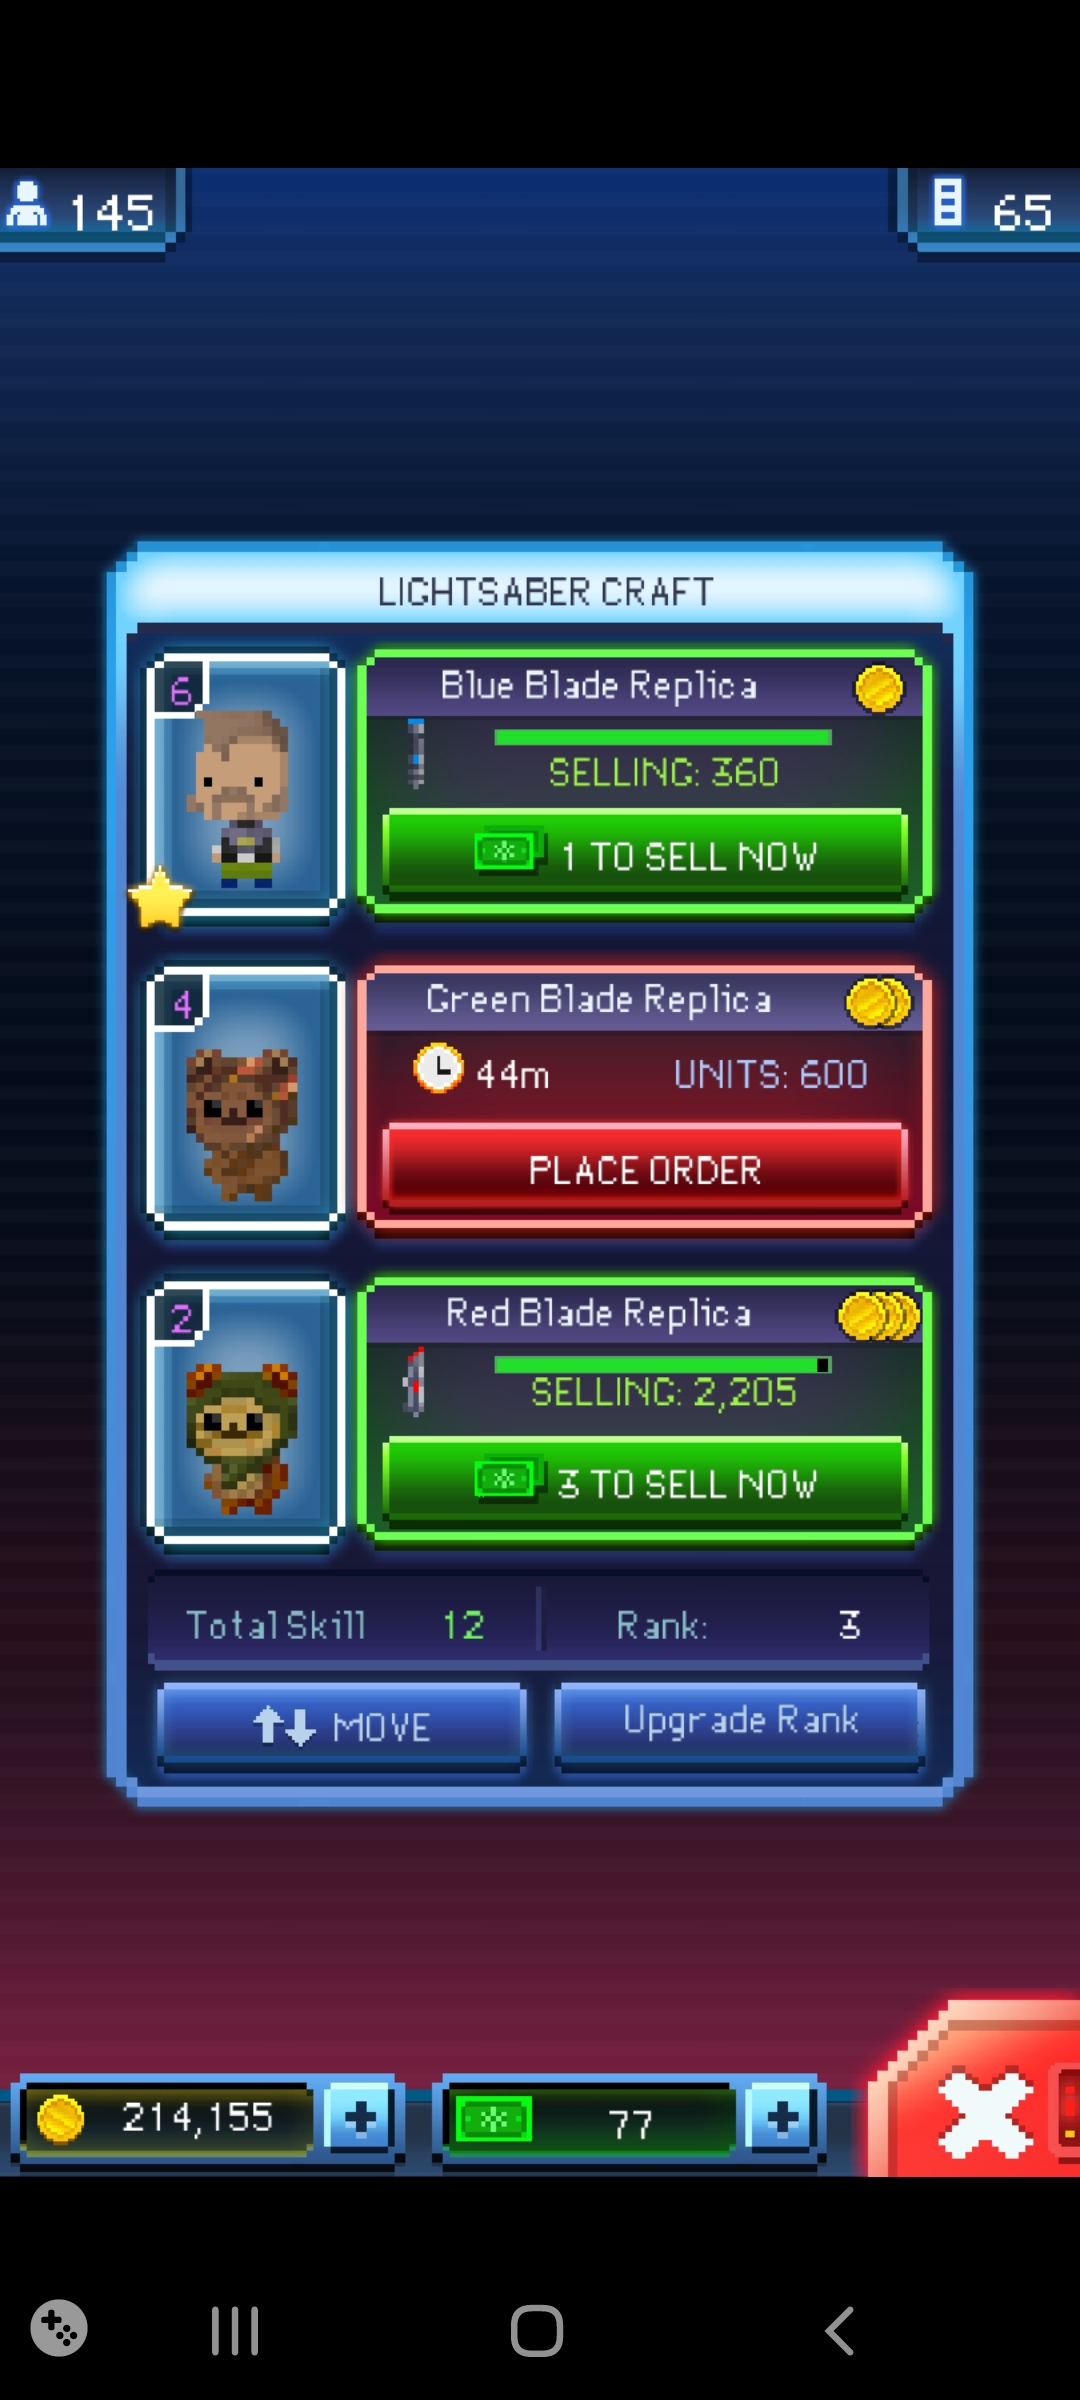 145
65
LIGHTSABER CRAFT
6
Blue Blade Replica
SELLING: 360
1 TO SELL NOW
4
Green Blade Replica
44m UNITS: 600
PLACE ORDER
2
Red Blade Replica
SELLING: 2,205
3 TO SELL NOW
Total Skill 12 Rank: 3
MOVE Upgrade Rank
214,155 77